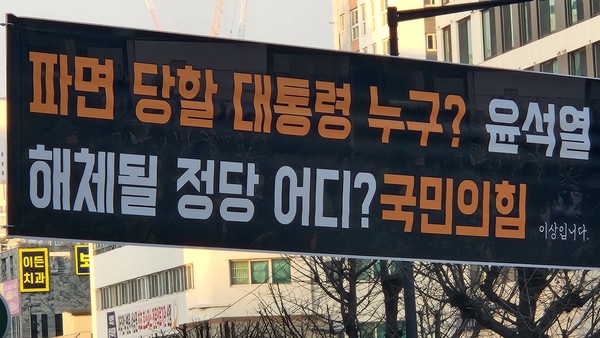 파면 당할 대통령 누구? 윤석열
해체될 정당 어디? 국민의힘
이상입니다.
이든
치과